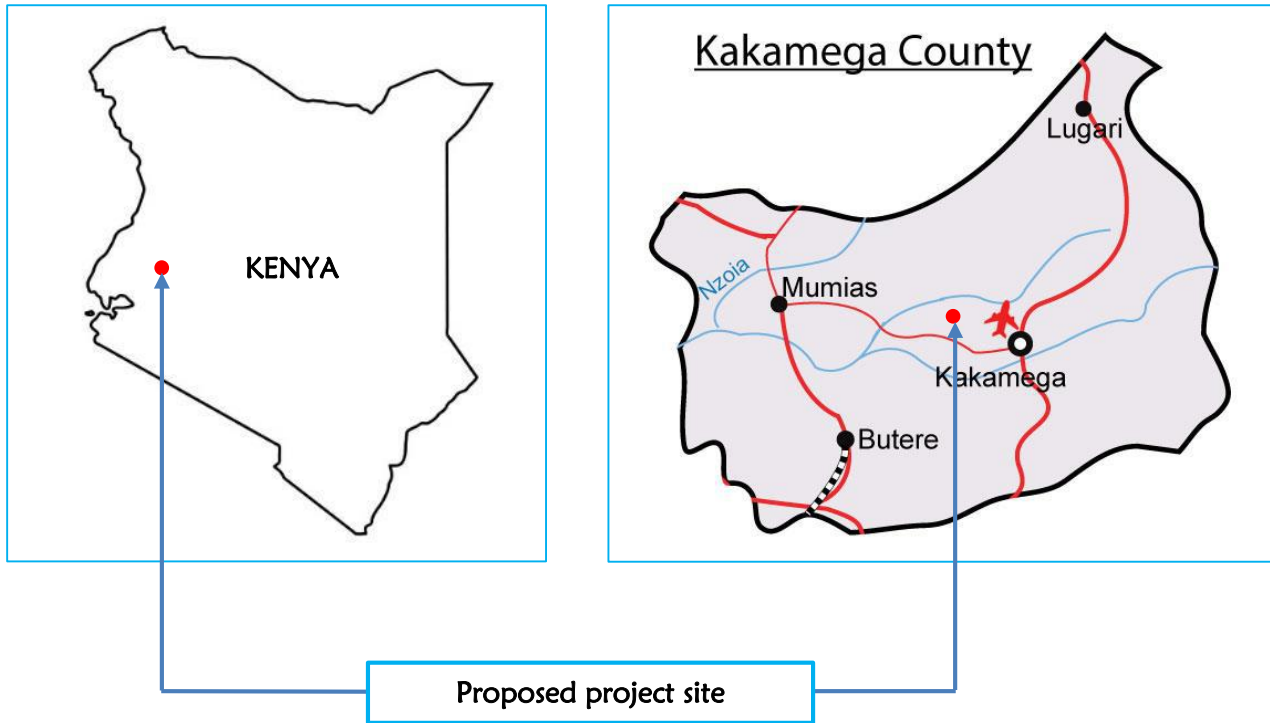 KENYA
Kakamega County
Lugari
Nzoia
Mumias
Kakamega
Butere
Proposed project site